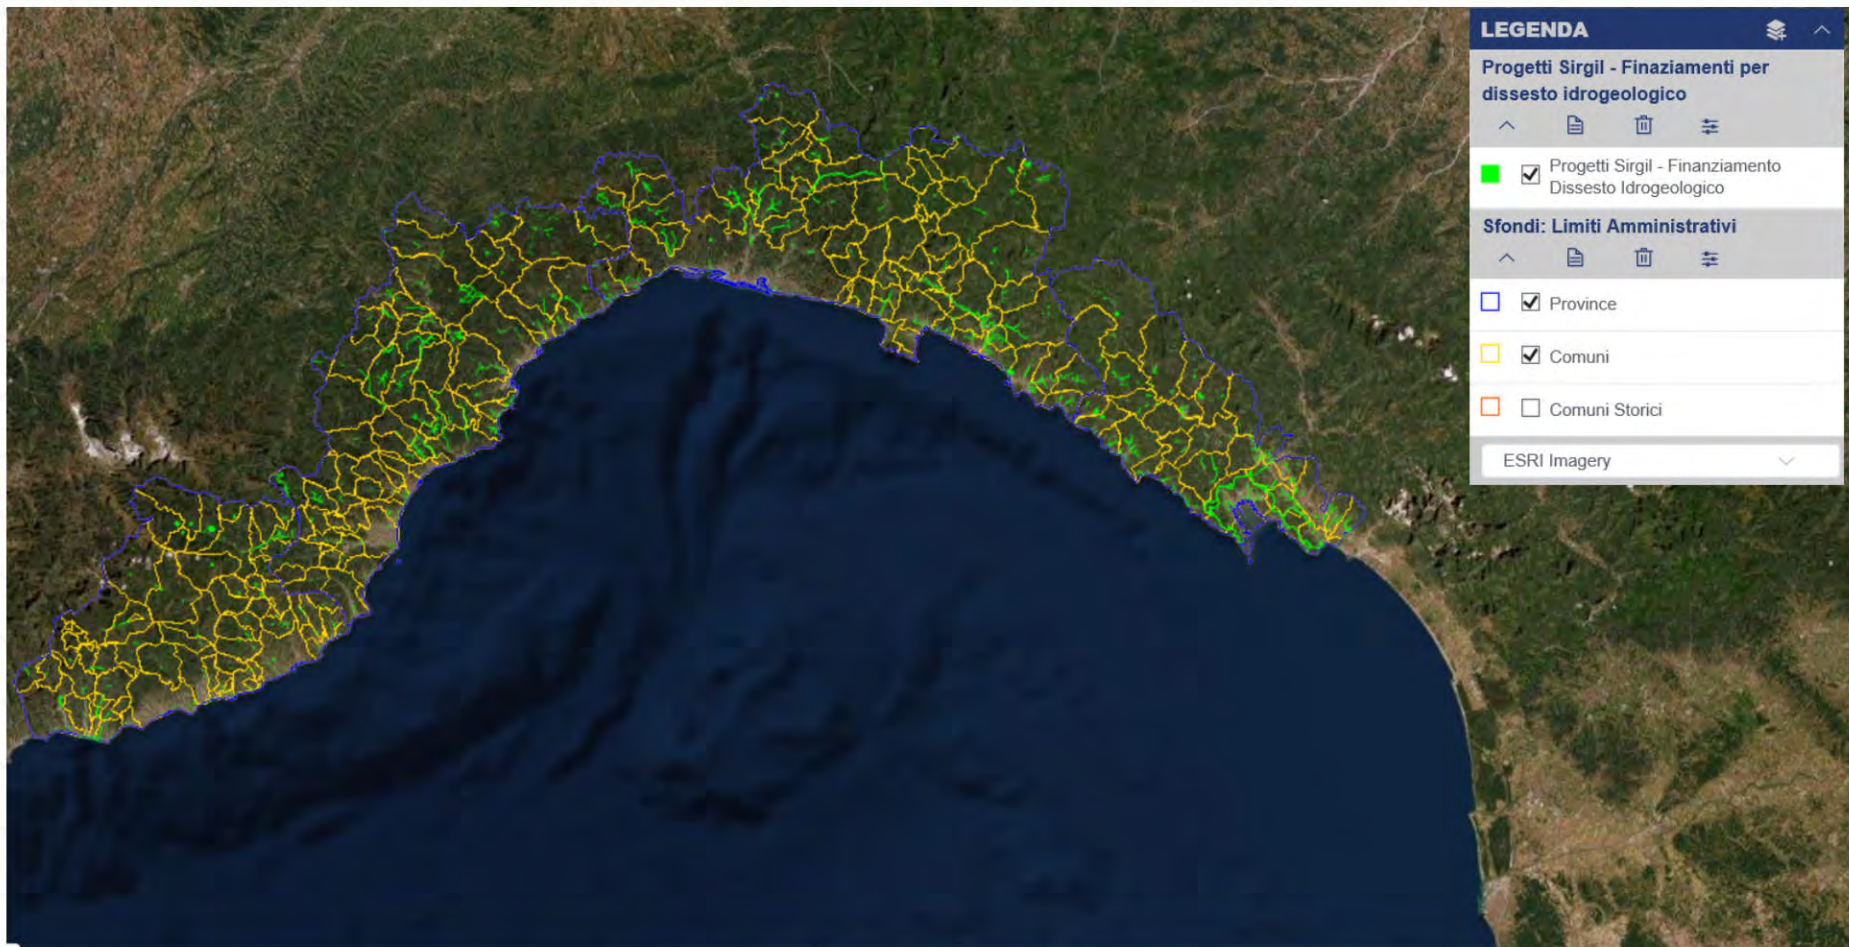 LEGENDA
Progetti Sirgil - Finaziamenti per
dissesto idrogeologico
Progetti Sirgil - Finanziamento
Dissesto Idrogeologico
Sfondi: Limiti Amministrativi
Province
Comuni
Comuni Storici
ESRI Imagery